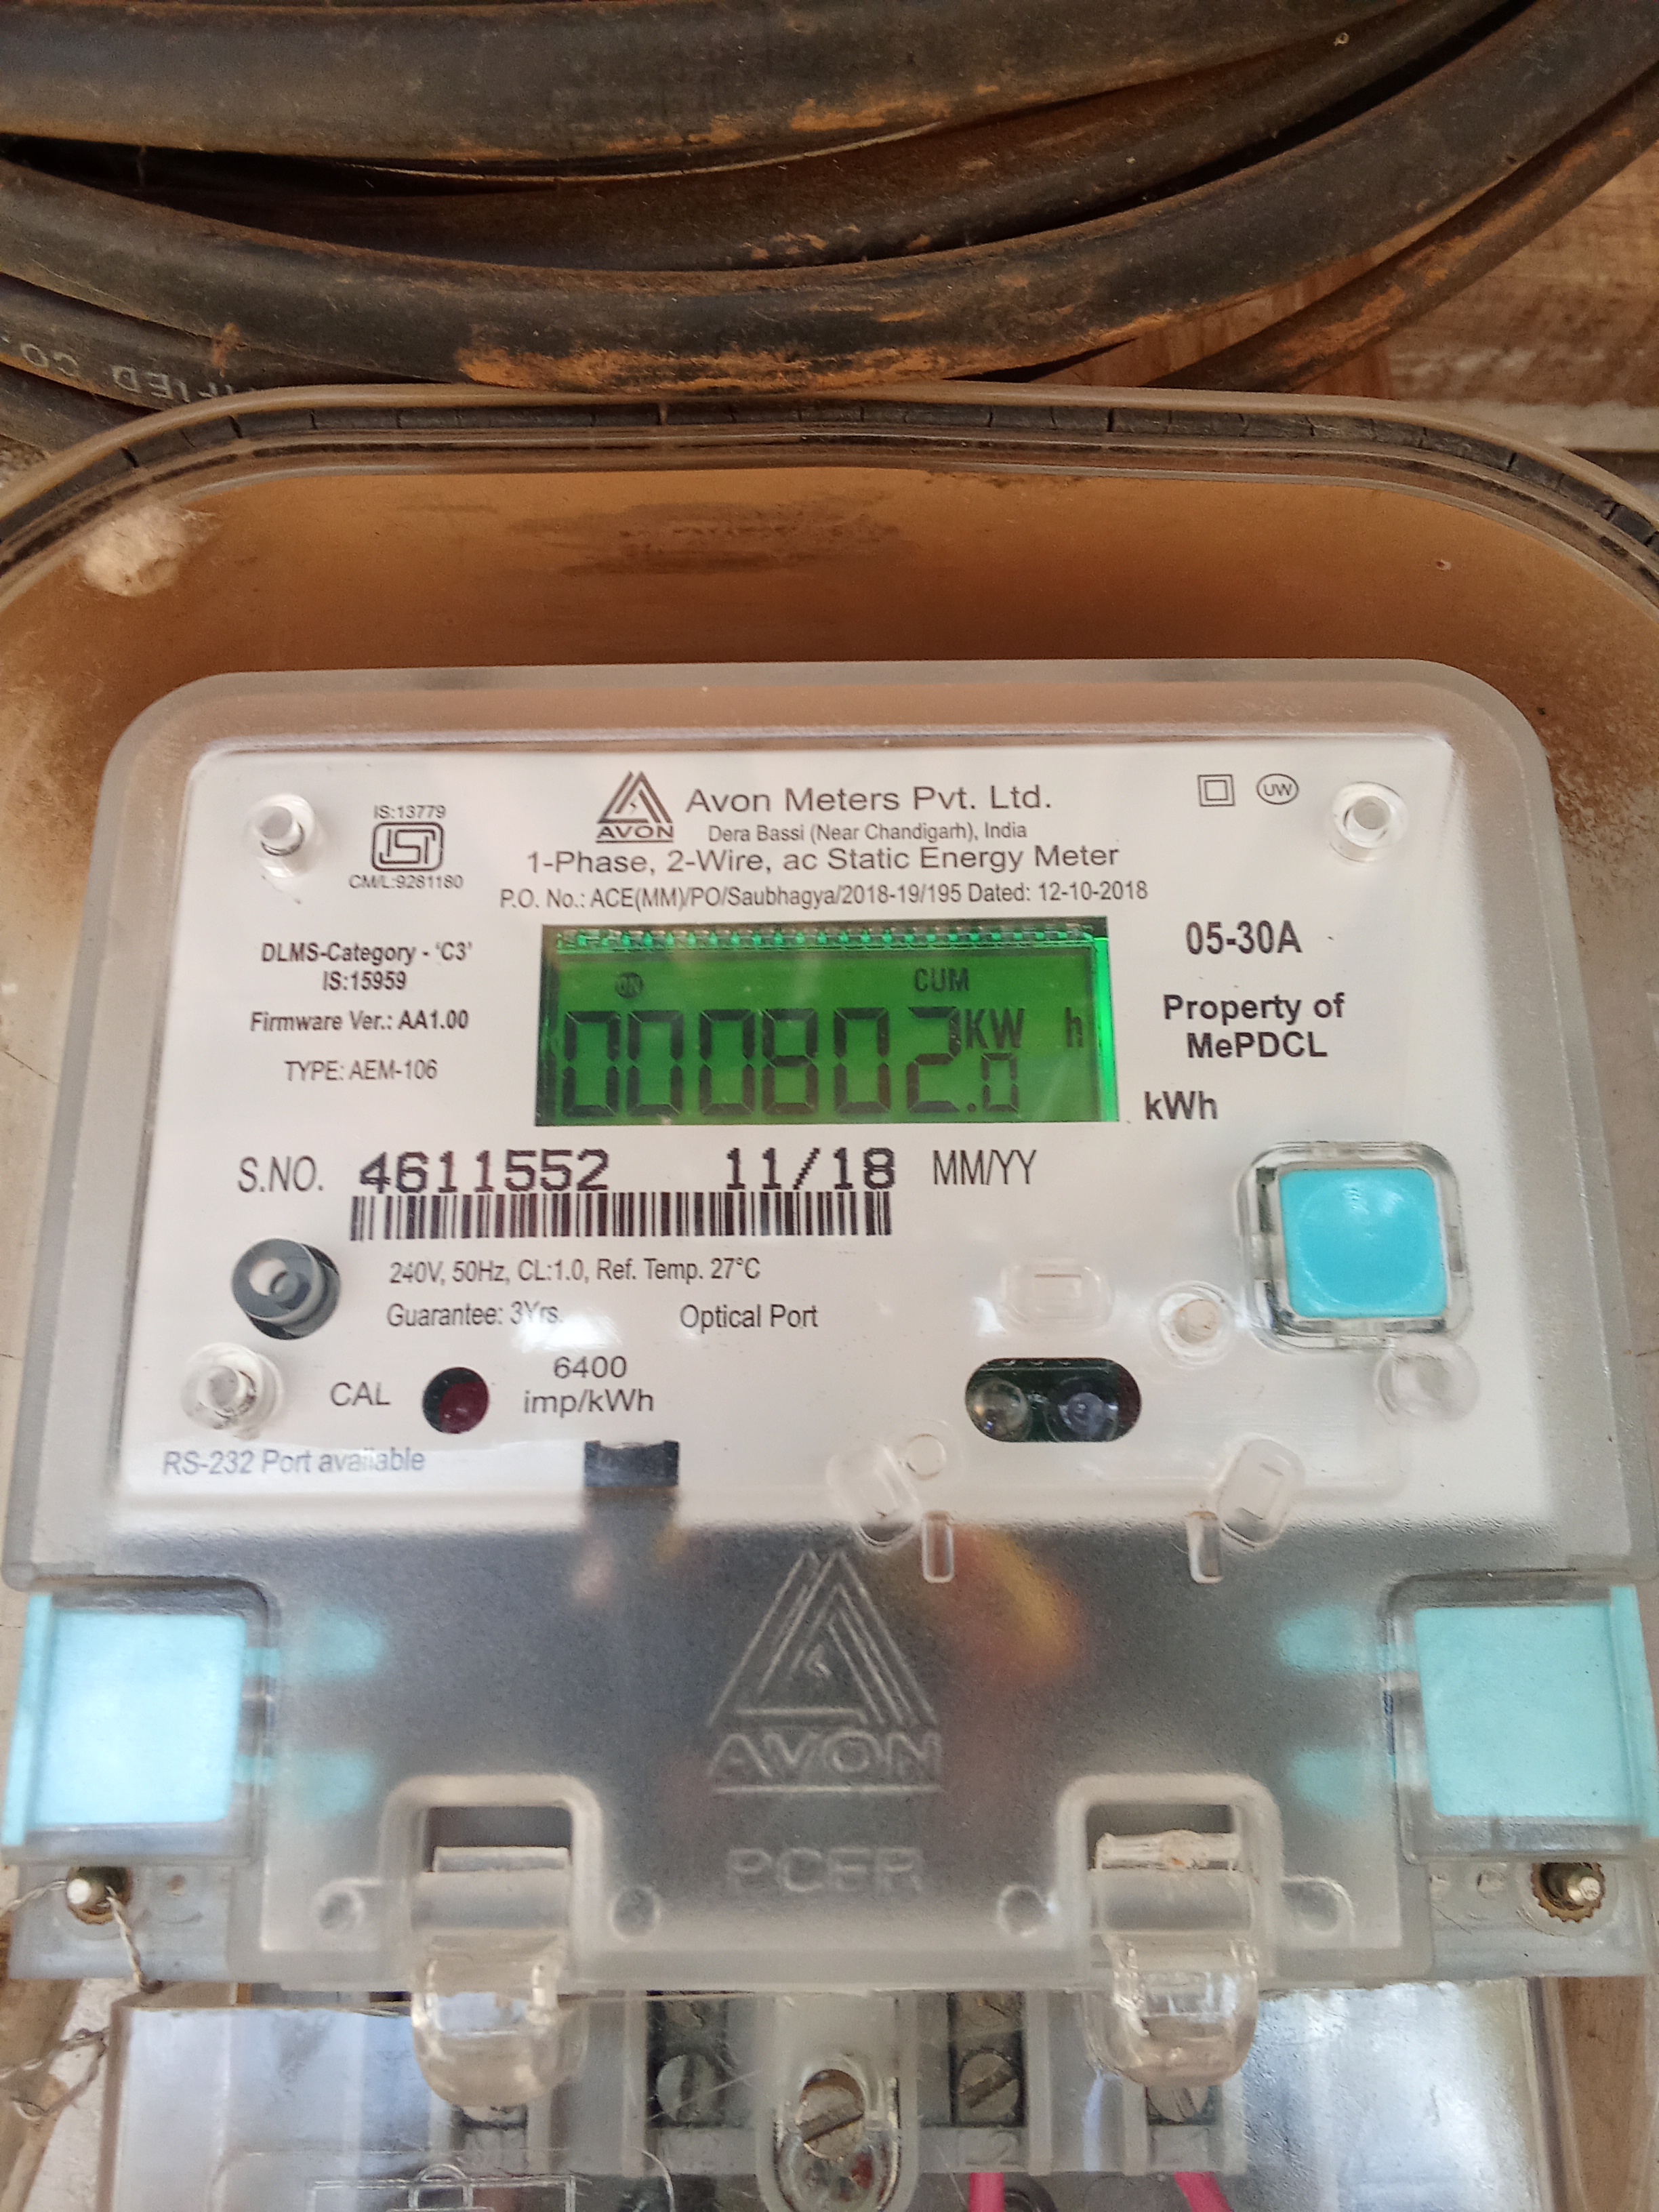 IFIED CO.
IS:13779
ISI
CM/L:9281180
AVON
Avon Meters Pvt. Ltd.
Dera Bassi (Near Chandigarh), India
1-Phase, 2-Wire, ac Static Energy Meter
P.O. No.: ACE(MM)/PO/Saubhagya/2018-19/195 Dated: 12-10-2018
UW
DLMS-Category - 'C3'
IS:15959
Firmware Ver.: AA1.00
TYPE: AEM-106
ON CUM
000802.0 KW h
05-30A
Property of
MePDCL
kWh
S.NO. 4611552 11/18 MM/YY
240V, 50Hz, CL:1.0, Ref. Temp. 27°C
Guarantee: 3Yrs. Optical Port
CAL
6400
imp/kWh
RS-232 Port available
AVON